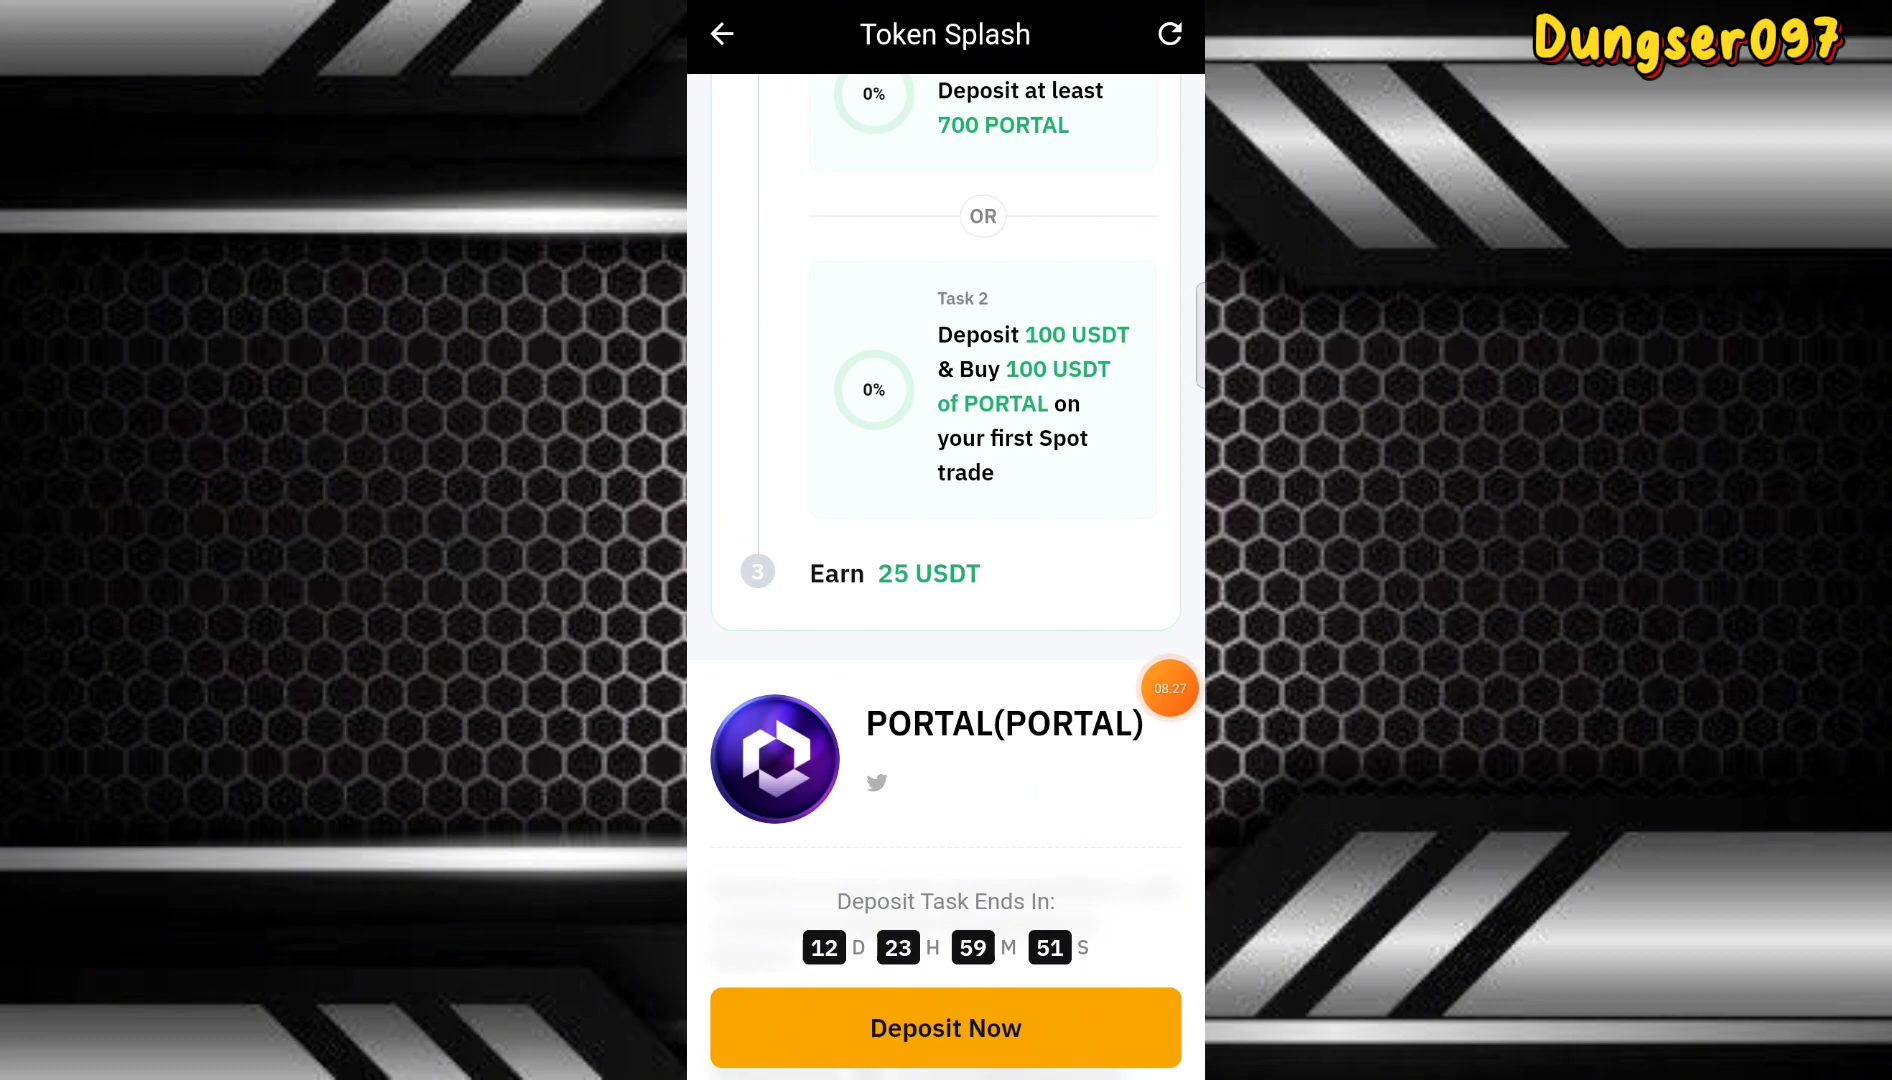 Token Splash
Dungser097
0%
Deposit at least
700 PORTAL
OR
Task 2
0%
Deposit 100 USDT
& Buy 100 USDT
of PORTAL on
your first Spot
trade
3
Earn 25 USDT
08.27
PORTAL(PORTAL)
Deposit Task Ends In:
12 D 23 H 59 M 51 S
Deposit Now